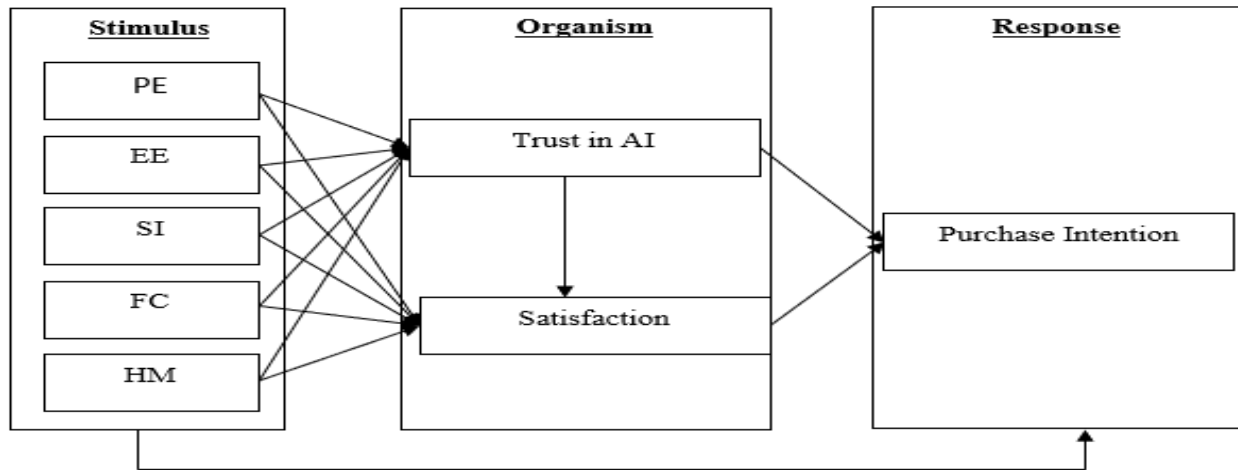 Stimulus
PE
EE
SI
FC
HM
Organism
Trust in AI
Satisfaction
Response
Purchase Intention